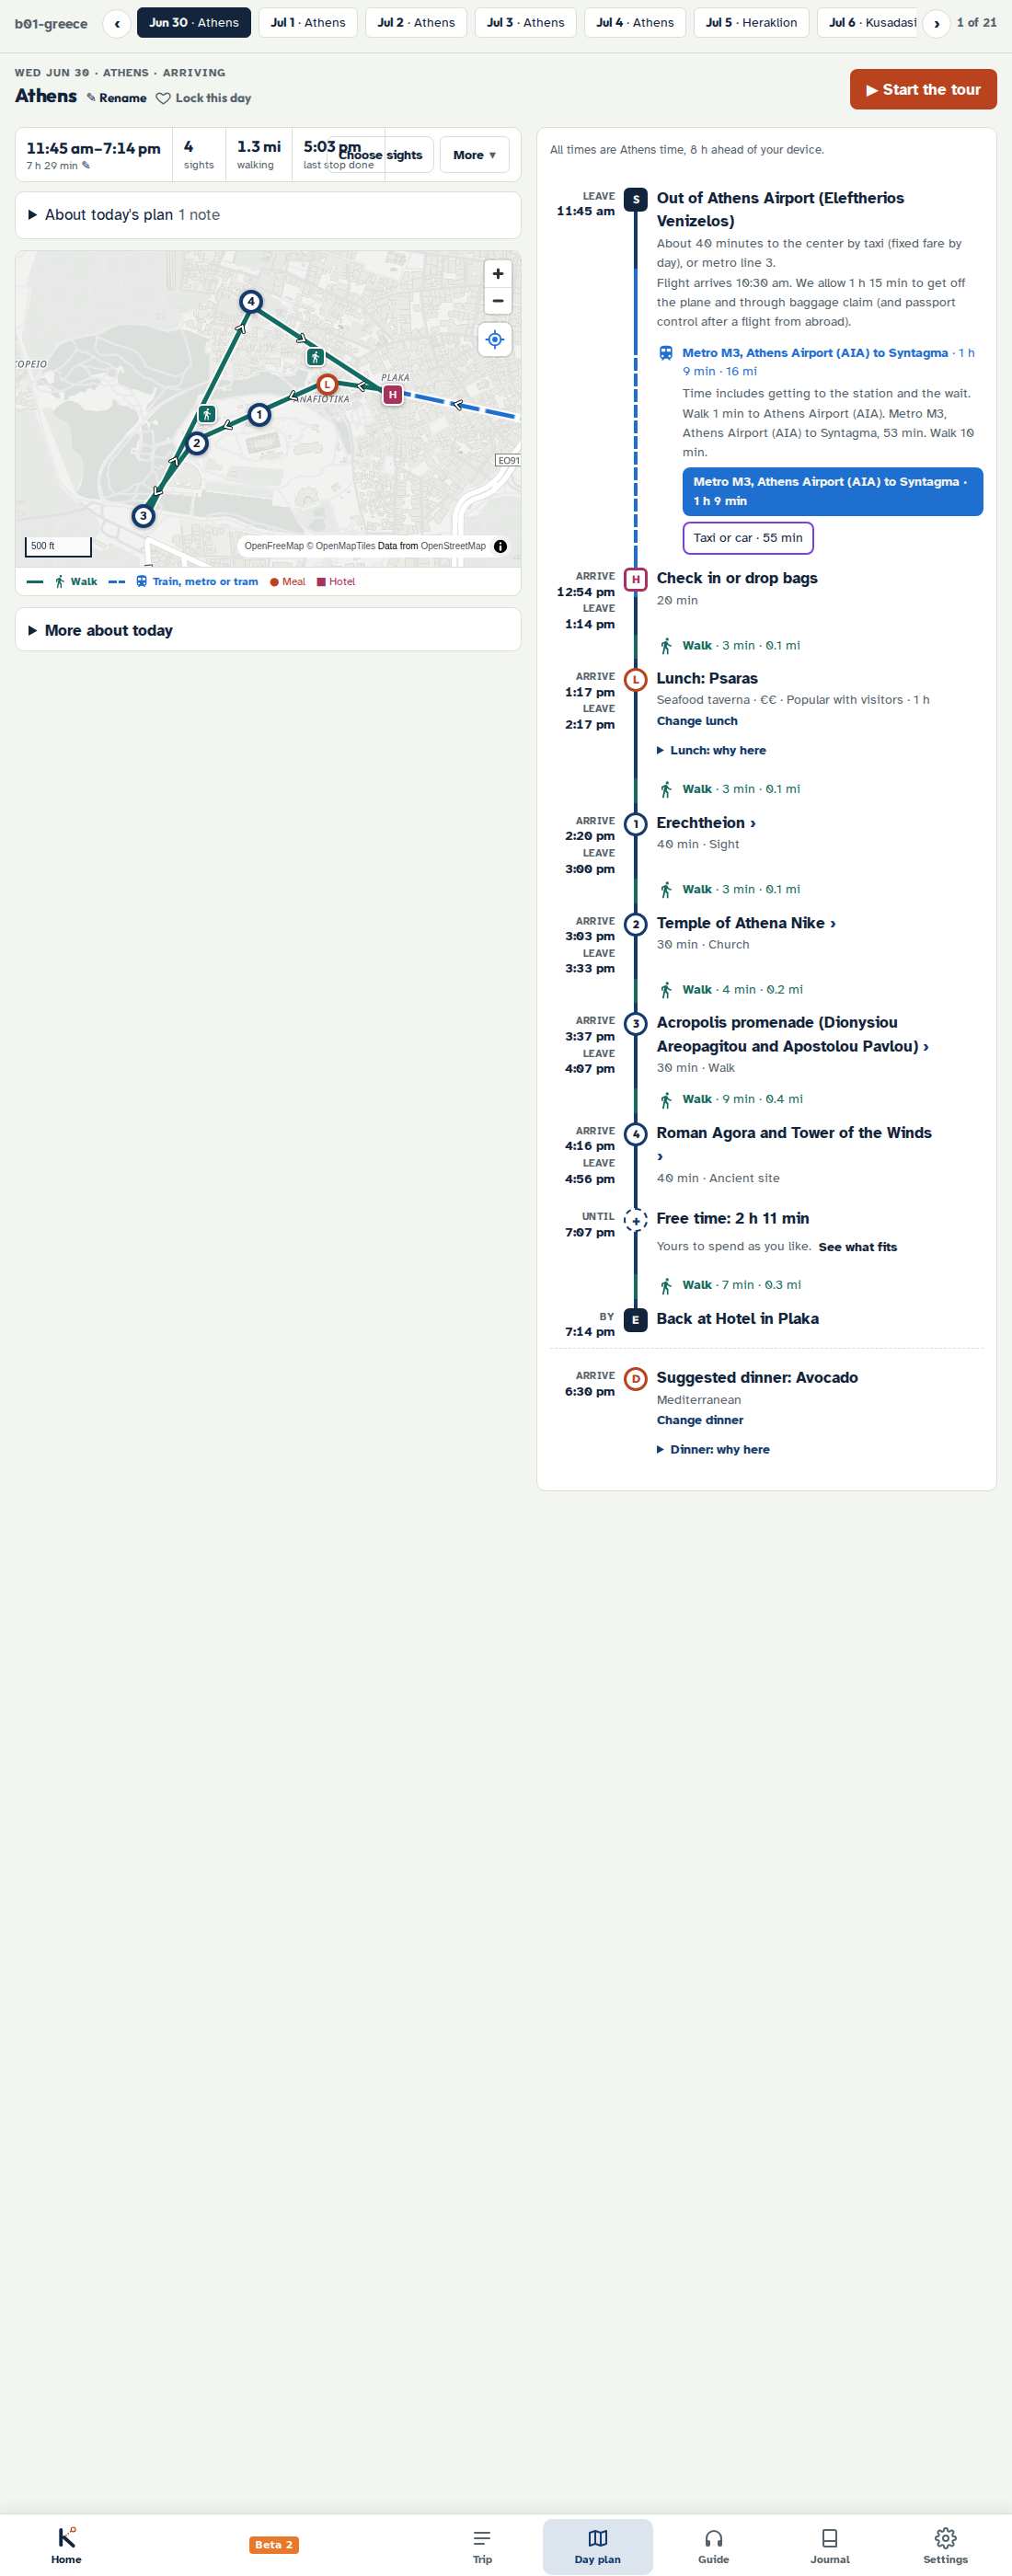 b01-greece
‹
Jun 30 · Athens
Jul 1 · Athens
Jul 2 · Athens
Jul 3 · Athens
Jul 4 · Athens
Jul 5 · Heraklion
Jul 6 · Kusadasi
›
1 of 21
WED JUN 30 · ATHENS · ARRIVING
Athens ✎ Rename Lock this day
▶ Start the tour
11:45 am–7:14 pm
7 h 29 min ✎
4
sights
1.3 mi
walking
5:03 pm
last stop done
Choose sights
More ▾
▶ About today's plan 1 note
4
L
PLAKA
H
ANAFIOTIKA
1
2
3
EO91
+
−
500 ft
OpenFreeMap © OpenMapTiles Data from OpenStreetMap
Walk
Train, metro or tram
Meal
Hotel
▶ More about today
All times are Athens time, 8 h ahead of your device.
LEAVE
11:45 am
S
Out of Athens Airport (Eleftherios
Venizelos)
About 40 minutes to the center by taxi (fixed fare by
day), or metro line 3.
Flight arrives 10:30 am. We allow 1 h 15 min to get off
the plane and through baggage claim (and passport
control after a flight from abroad).
Metro M3, Athens Airport (AIA) to Syntagma · 1 h
9 min · 16 mi
Time includes getting to the station and the wait.
Walk 1 min to Athens Airport (AIA). Metro M3,
Athens Airport (AIA) to Syntagma, 53 min. Walk 10
min.
Metro M3, Athens Airport (AIA) to Syntagma ·
1 h 9 min
Taxi or car · 55 min
ARRIVE
12:54 pm
LEAVE
1:14 pm
H
Check in or drop bags
20 min
Walk · 3 min · 0.1 mi
ARRIVE
1:17 pm
LEAVE
2:17 pm
L
Lunch: Psaras
Seafood taverna · €€ · Popular with visitors · 1 h
Change lunch
▶ Lunch: why here
Walk · 3 min · 0.1 mi
ARRIVE
2:20 pm
LEAVE
3:00 pm
1
Erechtheion ›
40 min · Sight
Walk · 3 min · 0.1 mi
ARRIVE
3:03 pm
LEAVE
3:33 pm
2
Temple of Athena Nike ›
30 min · Church
Walk · 4 min · 0.2 mi
ARRIVE
3:37 pm
LEAVE
4:07 pm
3
Acropolis promenade (Dionysiou
Areopagitou and Apostolou Pavlou) ›
30 min · Walk
Walk · 9 min · 0.4 mi
ARRIVE
4:16 pm
LEAVE
4:56 pm
4
Roman Agora and Tower of the Winds
›
40 min · Ancient site
UNTIL
7:07 pm
+
Free time: 2 h 11 min
Yours to spend as you like. See what fits
Walk · 7 min · 0.3 mi
BY
7:14 pm
E
Back at Hotel in Plaka
ARRIVE
6:30 pm
D
Suggested dinner: Avocado
Mediterranean
Change dinner
▶ Dinner: why here
Home
Beta 2
Trip
Day plan
Guide
Journal
Settings